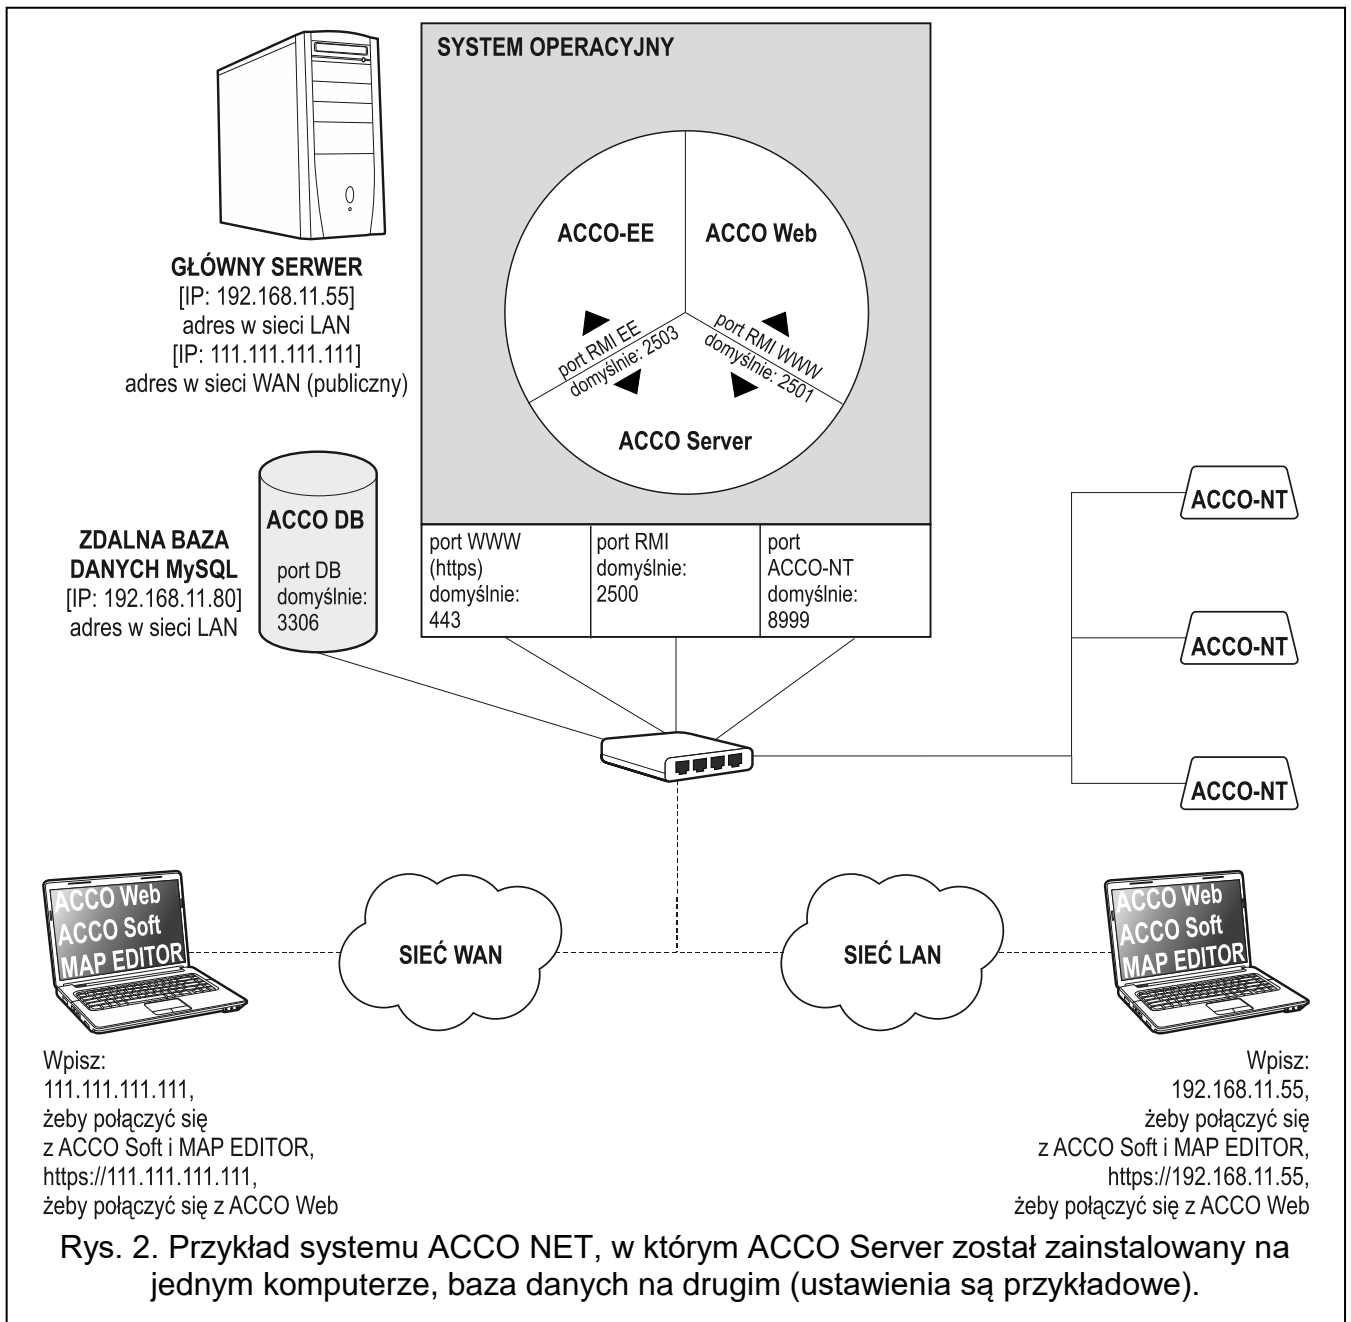 SYSTEM OPERACYJNY
ACCO-EE
ACCO Web
port RMI EE
domyślnie: 2503
port RMI WWW
domyślnie: 2501
ACCO Server
GŁÓWNY SERWER
[IP: 192.168.11.55]
adres w sieci LAN
[IP: 111.111.111.111]
adres w sieci WAN (publiczny)
ZDALNA BAZA
DANYCH MySQL
[IP: 192.168.11.80]
adres w sieci LAN
ACCO DB
port DB
domyślnie:
3306
port WWW
(https)
domyślnie:
443
port RMI
domyślnie:
2500
port
ACCO-NT
domyślnie:
8999
ACCO-NT
ACCO-NT
ACCO-NT
ACCO Web
ACCO Soft
MAP EDITOR
SIEĆ WAN
SIEĆ LAN
ACCO Web
ACCO Soft
MAP EDITOR
Wpisz:
111.111.111.111,
żeby połączyć się
z ACCO Soft i MAP EDITOR,
https://111.111.111.111,
żeby połączyć się z ACCO Web
Wpisz:
192.168.11.55,
żeby połączyć się
z ACCO Soft i MAP EDITOR,
https://192.168.11.55,
żeby połączyć się z ACCO Web
Rys. 2. Przykład systemu ACCO NET, w którym ACCO Server został zainstalowany na
jednym komputerze, baza danych na drugim (ustawienia są przykładowe).